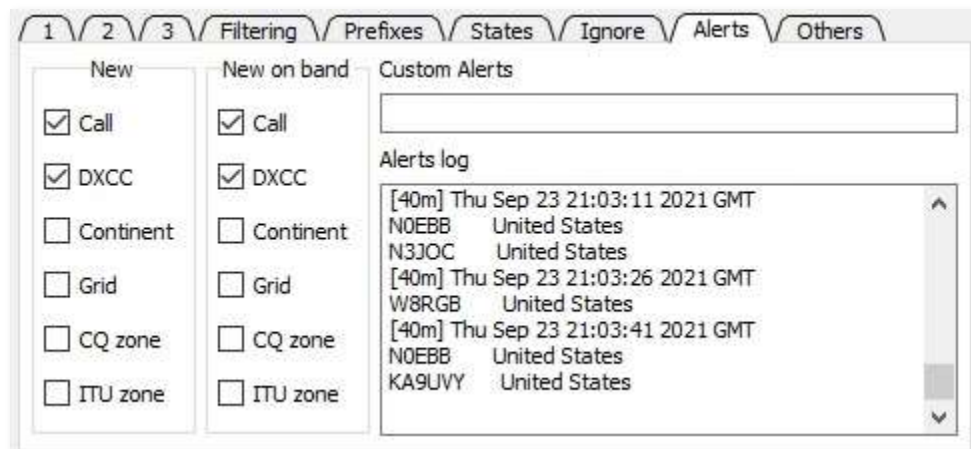 1 2 3 Filtering Prefixes States Ignore Alerts Others
New
Call
DXCC
Continent
Grid
CQ zone
ITU zone
New on band
Call
DXCC
Continent
Grid
CQ zone
ITU zone
Custom Alerts
Alerts log
[40m] Thu Sep 23 21:03:11 2021 GMT
N0EBB United States
N3JOC United States
[40m] Thu Sep 23 21:03:26 2021 GMT
W8RGB United States
[40m] Thu Sep 23 21:03:41 2021 GMT
N0EBB United States
KA9UVY United States